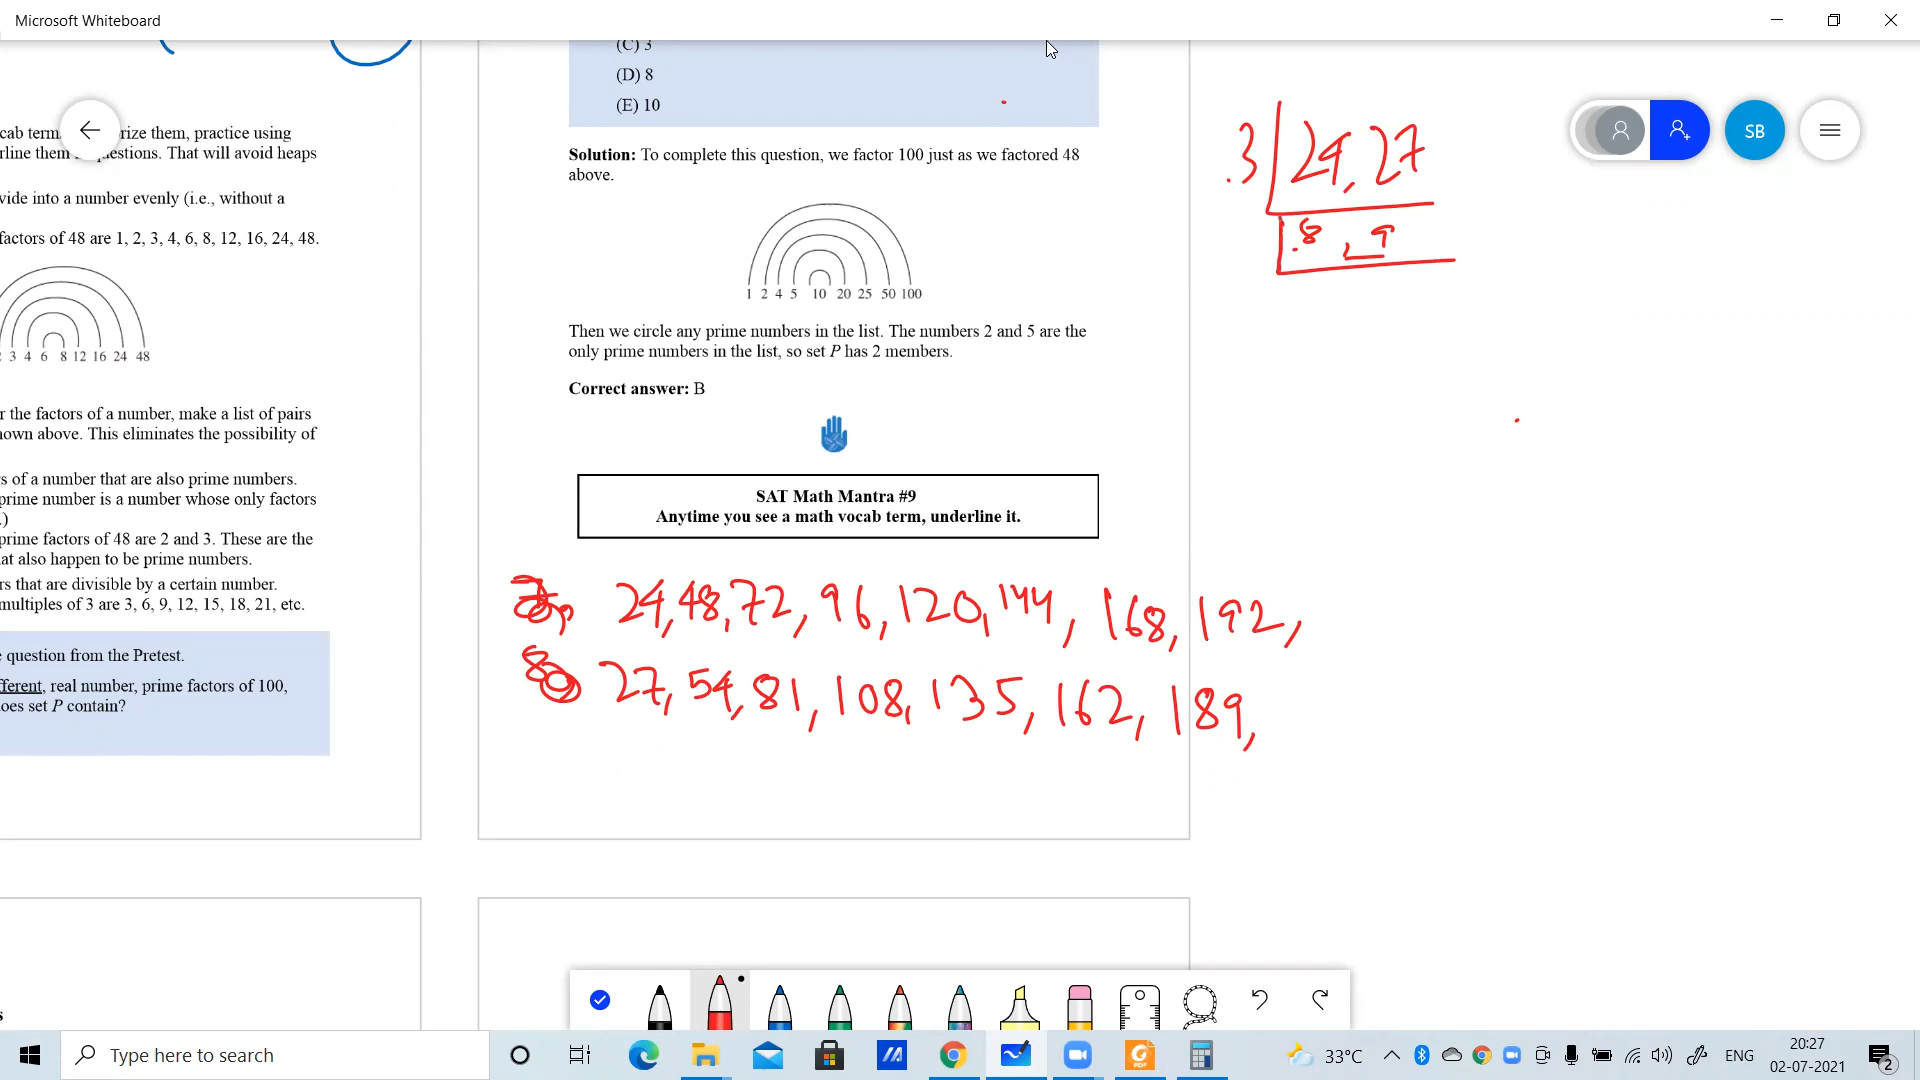 Microsoft Whiteboard
cab term
rize them, practice using
rline them
estions. That will avoid heaps
vide into a number evenly (i.e., without a
factors of 48 are 1, 2, 3, 4, 6, 8, 12, 16, 24, 48.
3 4 6 8 12 16 24 48
r the factors of a number, make a list of pairs
own above. This eliminates the possibility of
s of a number that are also prime numbers.
prime number is a number whose only factors
.)
prime factors of 48 are 2 and 3. These are the
at also happen to be prime numbers.
rs that are divisible by a certain number.
multiples of 3 are 3, 6, 9, 12, 15, 18, 21, etc.
e question from the Pretest.
fferent, real number, prime factors of 100,
oes set P contain?
s
(C) 3
(D) 8
(E) 10
Solution: To complete this question, we factor 100 just as we factored 48
above.
1 2 4 5 10 20 25 50 100
Then we circle any prime numbers in the list. The numbers 2 and 5 are the
only prime numbers in the list, so set P has 2 members.
Correct answer: B
SAT Math Mantra #9
Anytime you see a math vocab term, underline it.
24, 48, 72, 96, 120, 144, 168, 192,
27, 54, 81, 108, 135, 162, 189,
3 24, 27
8, 9
SB
Type here to search
33°C
ENG
20:27
02-07-2021
2